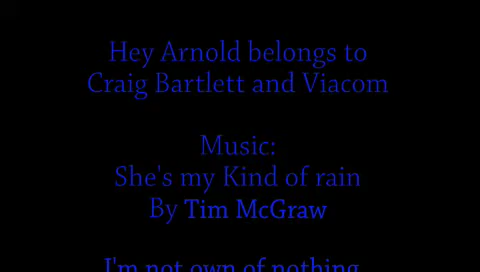 Hey Arnold belongs to
Craig Bartlett and Viacom
Music:
She's my Kind of rain
By Tim McGraw
I'm not own of nothing